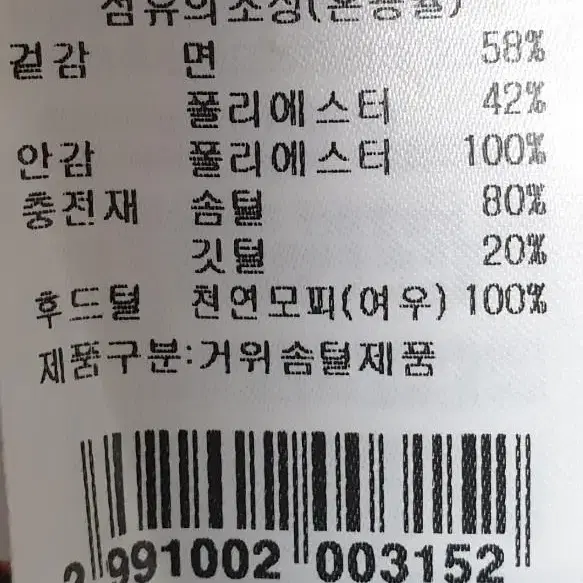 섬유의조성(혼용율)
겉감 면 58%
폴리에스터 42%
안감 폴리에스터 100%
충전재 솜털 80%
깃털 20%
후드털 천연모피(여우) 100%
제품구분:거위솜털제품
2 991002 003152